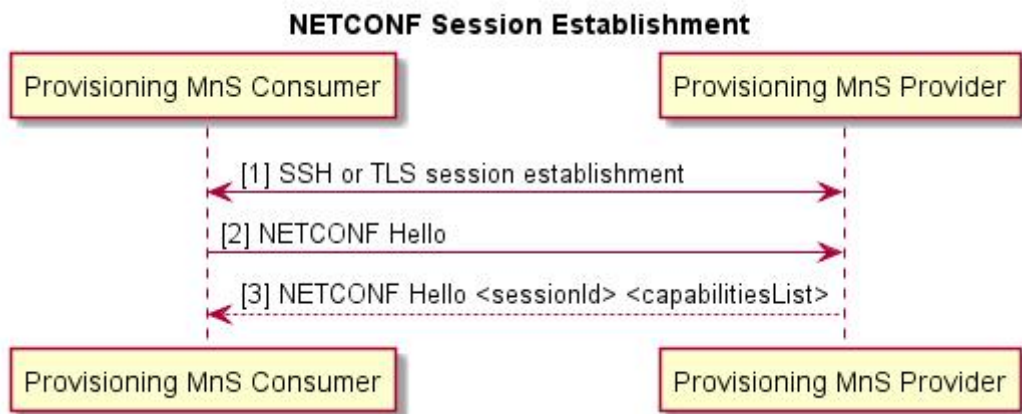 NETCONF Session Establishment
Provisioning MnS Consumer
Provisioning MnS Provider
[1] SSH or TLS session establishment
[2] NETCONF Hello
[3] NETCONF Hello <sessionId> <capabilitiesList>
Provisioning MnS Consumer
Provisioning MnS Provider